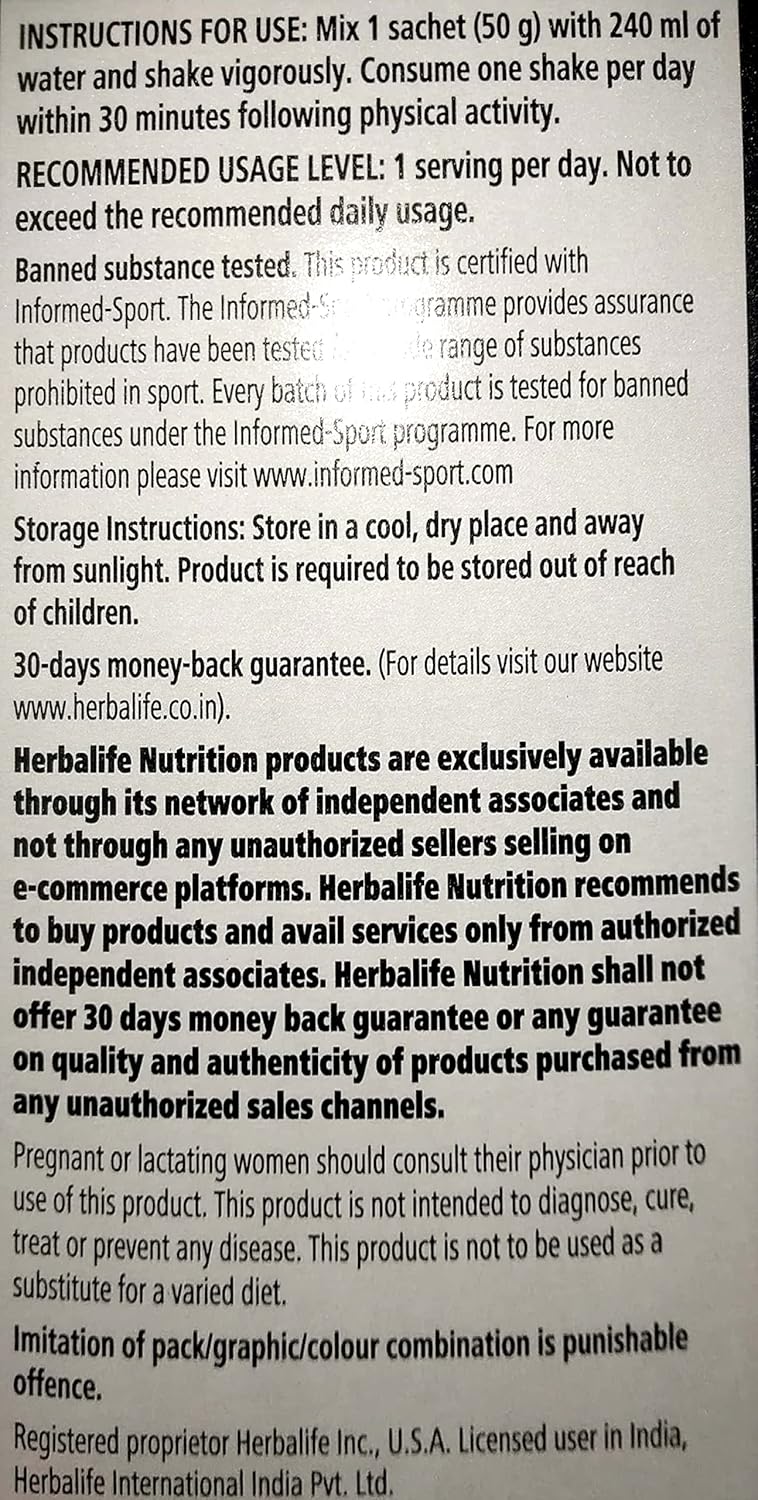 INSTRUCTIONS FOR USE: Mix 1 sachet (50 g) with 240 ml of
water and shake vigorously. Consume one shake per day
within 30 minutes following physical activity.
RECOMMENDED USAGE LEVEL: 1 serving per day. Not to
exceed the recommended daily usage.
Banned substance tested. This product is certified with
Informed-Sport. The provides assurance
that products have been tested range of substances
prohibited in sport. Every batch of this product is tested for banned
substances under the Informed-Sport programme. For more
information please visit www.informed-sport.com
Storage Instructions: Store in a cool, dry place and away
from sunlight. Product is required to be stored out of reach
of children.
30-days money-back guarantee. (For details visit our website
www.herbalife.co.in).
Herbalife Nutrition products are exclusively available
through its network of independent associates and
not through any unauthorized sellers selling on
e-commerce platforms. Herbalife Nutrition recommends
to buy products and avail services only from authorized
independent associates. Herbalife Nutrition shall not
offer 30 days money back guarantee or any guarantee
on quality and authenticity of products purchased from
any unauthorized sales channels.
Pregnant or lactating women should consult their physician prior to
use of this product. This product is not intended to diagnose, cure,
treat or prevent any disease. This product is not to be used as a
substitute for a varied diet.
Imitation of pack/graphic/colour combination is punishable
offence.
Registered proprietor Herbalife Inc., U.S.A. Licensed user in India,
Herbalife International India Pvt. Ltd.